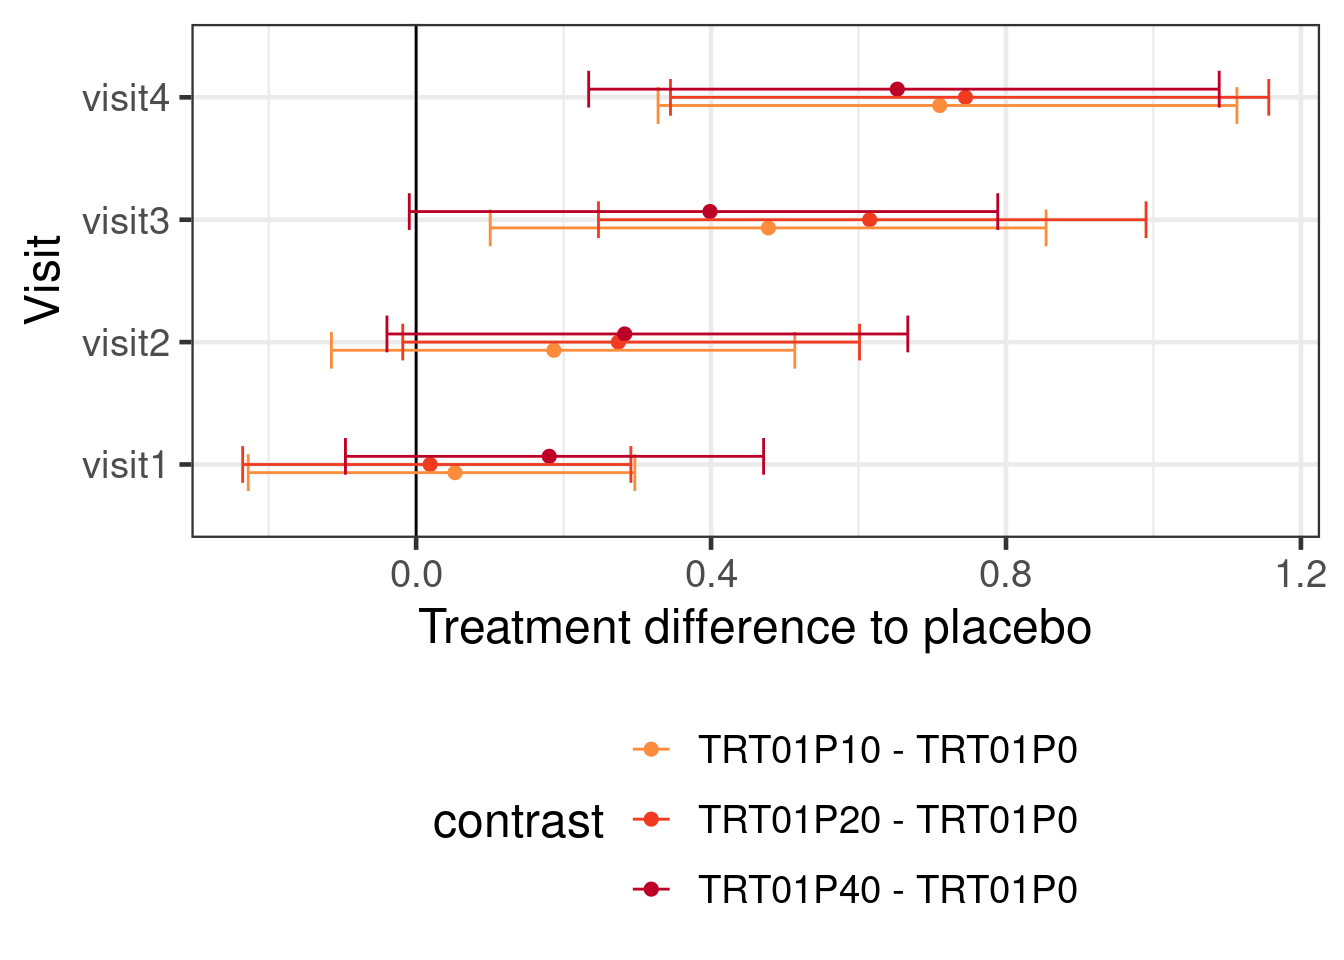 visit4
visit3
visit2
visit1
Visit
0.0 0.4 0.8 1.2
Treatment difference to placebo
contrast
TRT01P10 - TRT01P0
TRT01P20 - TRT01P0
TRT01P40 - TRT01P0